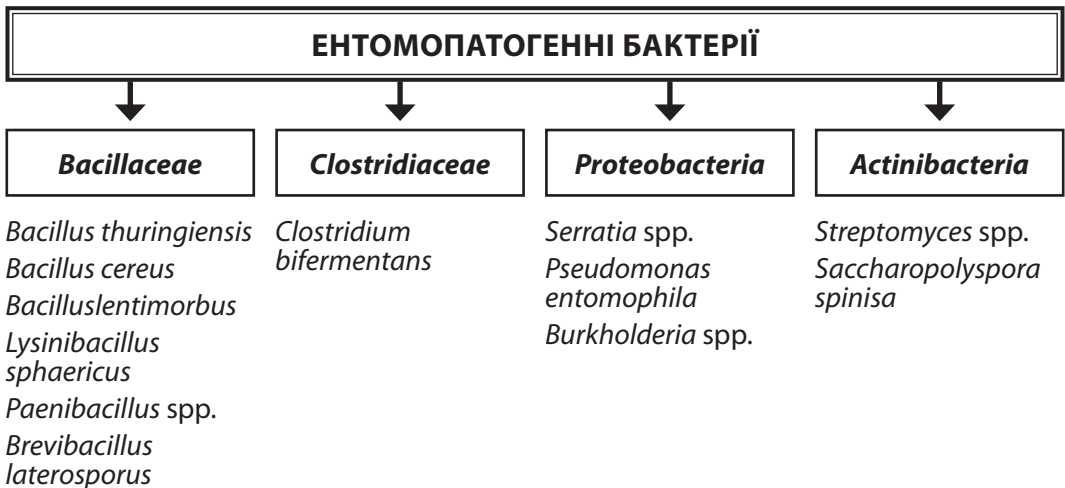 ЕНТОМОПАТОГЕННІ БАКТЕРІЇ
Bacillaceae
Bacillus thuringiensis
Bacillus cereus
Bacilluslentimorbus
Lysinibacillus
sphaericus
Paenibacillus spp.
Brevibacillus
laterosporus
Clostridiaceae
Clostridium
bifermentans
Proteobacteria
Serratia spp.
Pseudomonas
entomophila
Burkholderia spp.
Actinibacteria
Streptomyces spp.
Saccharopolyspora
spinisa